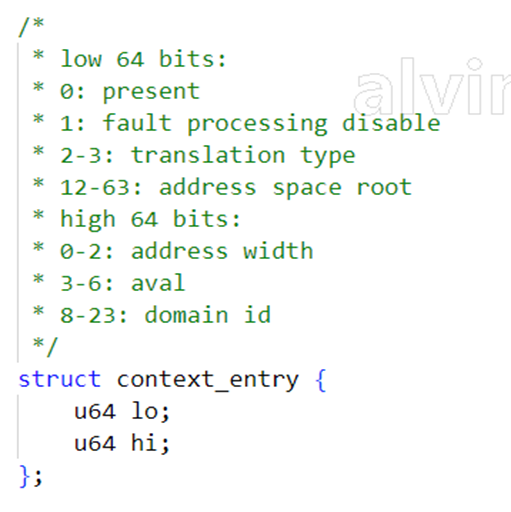 /*
 * low 64 bits:
 * 0: present
 * 1: fault processing disable
 * 2-3: translation type
 * 12-63: address space root
 * high 64 bits:
 * 0-2: address width
 * 3-6: aval
 * 8-23: domain id
 */
struct context_entry {
    u64 lo;
    u64 hi;
};